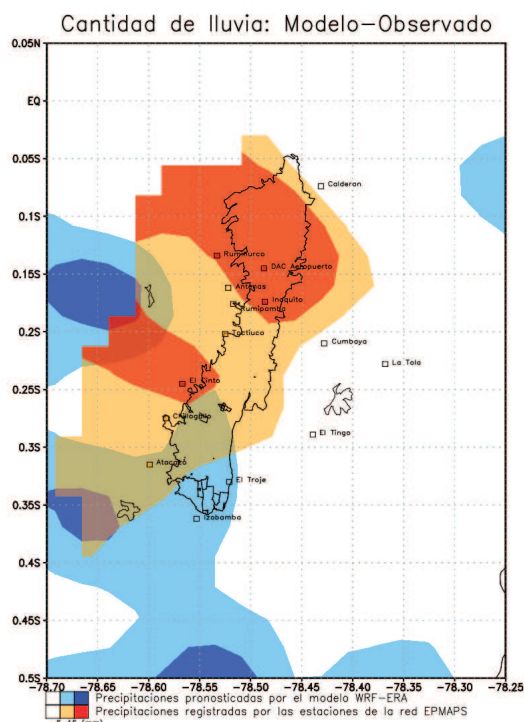 Cantidad de lluvia: Modelo-Observado
0.05N
EQ
0.05S
0.1S
0.15S
0.2S
0.25S
0.3S
0.35S
0.4S
0.45S
0.5S
Calderon
Rumihurco
DAC Aeropuerto
Antenas
Inaquito
Rumipamba
Toctiuco
Cumbaya
La Tola
El Cinto
Chillogallo
El Tingo
Atacazo
El Troje
Izobamba
-78.70 -78.65 -78.60 -78.55 -78.50 -78.45 -78.40 -78.35 -78.30 -78.25
Precipitaciones pronosticadas por el modelo WRF-ERA
Precipitaciones registradas por las estaciones de la red EPMAPS